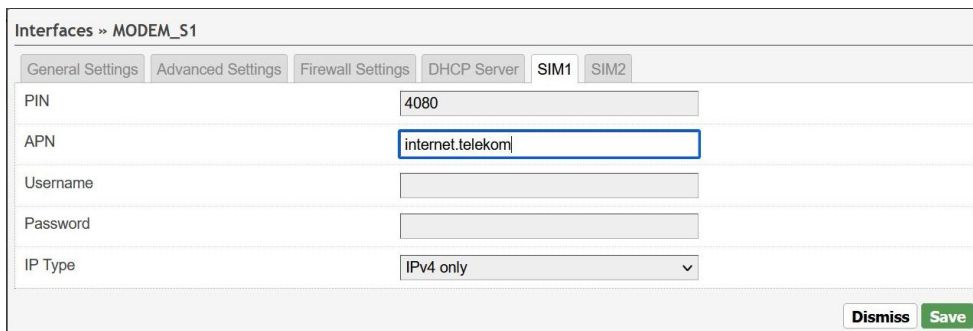 Interfaces » MODEM_S1
General Settings Advanced Settings Firewall Settings DHCP Server SIM1 SIM2
PIN 4080
APN internet.telekom
Username
Password
IP Type IPv4 only
Dismiss Save